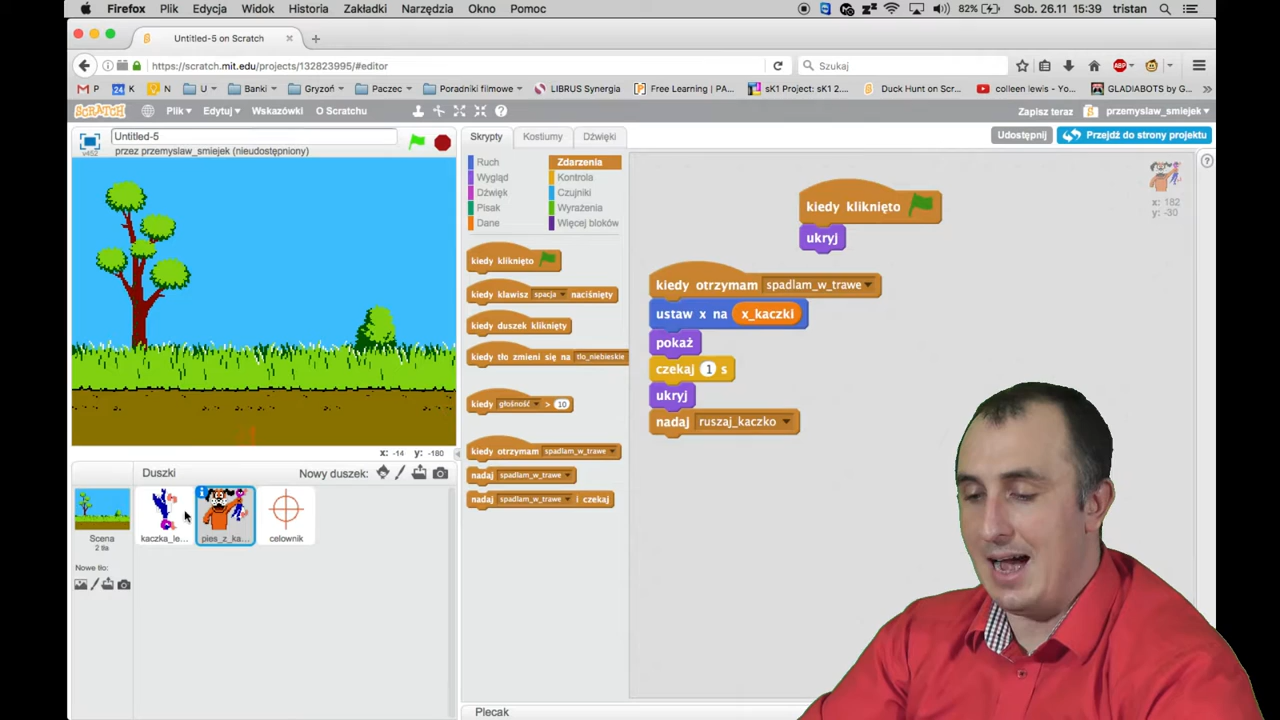 Firefox Plik Edycja Widok Historia Zakładki Narzędzia Okno Pomoc 82% Sob. 26.11 15:39 tristan
Untitled-5 on Scratch
https://scratch.mit.edu/projects/132823995/#editor Szukaj
M P 24 K N U Banki Gryzoń Paczec Poradniki filmowe LIBRUS Synergia Free Learning | PA... sK1 Project: sK1 2... Duck Hunt on Scr... colleen lewis - You... GLADIABOTS by G...
SCRATCH Plik Edytuj Wskazówki O Scratchu Zapisz teraz przemyslaw_smiejek
Untitled-5
v452 przez przemyslaw_smiejek (nieudostępniony)
Skrypty Kostiumy Dźwięki Udostępnij Przejdź do strony projektu
Ruch Zdarzenia
Wygląd Kontrola
Dźwięk Czujniki
Pisak Wyrażenia
Dane Więcej bloków
kiedy kliknięto
kiedy klawisz spacja naciśnięty
kiedy duszek kliknięty
kiedy tło zmieni się na tlo_niebieskie
kiedy głośność > 10
kiedy otrzymam spadlam_w_trawe
nadaj spadlam_w_trawe
nadaj spadlam_w_trawe i czekaj
kiedy kliknięto
ukryj
kiedy otrzymam spadlam_w_trawe
ustaw x na x_kaczki
pokaż
czekaj 1 s
ukryj
nadaj ruszaj_kaczko
x: 182
y: -30
x: -14 y: -180
Duszki Nowy duszek:
Scena
2 tła
Nowe tło:
kaczka_le...
pies_z_ka...
celownik
Plecak